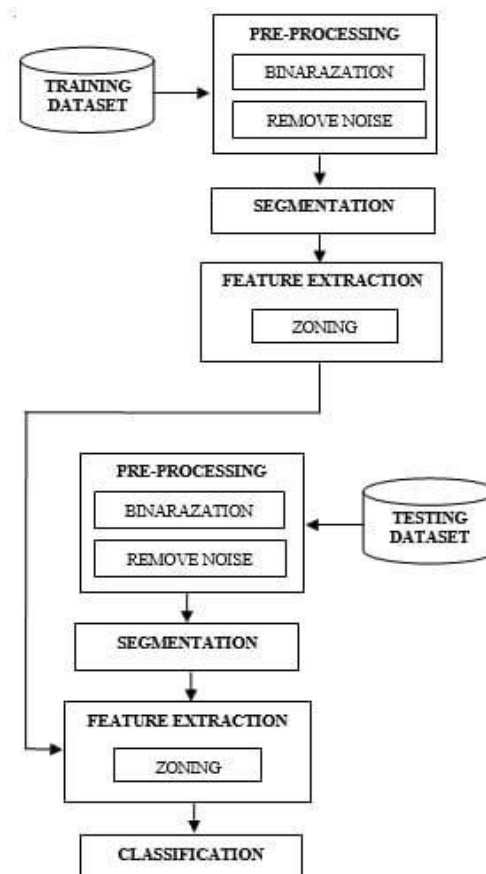 PRE-PROCESSING
TRAINING
DATASET
BINARAZATION
REMOVE NOISE
SEGMENTATION
FEATURE EXTRACTION
ZONING
PRE-PROCESSING
BINARAZATION
REMOVE NOISE
TESTING
DATASET
SEGMENTATION
FEATURE EXTRACTION
ZONING
CLASSIFICATION